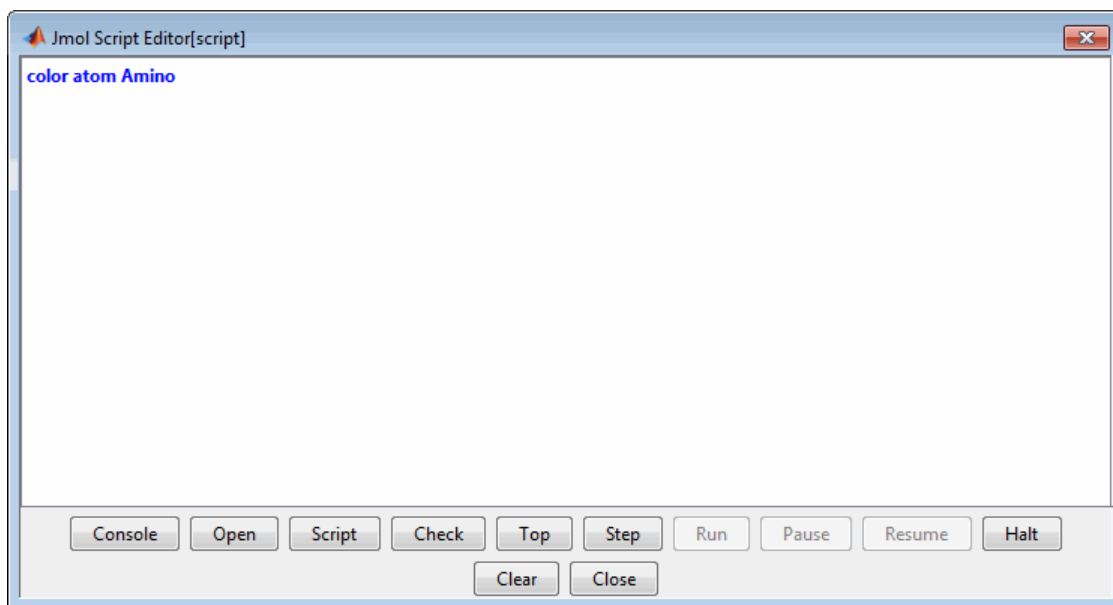 Jmol Script Editor[script]
color atom Amino
Console Open Script Check Top Step Run Pause Resume Halt
Clear Close